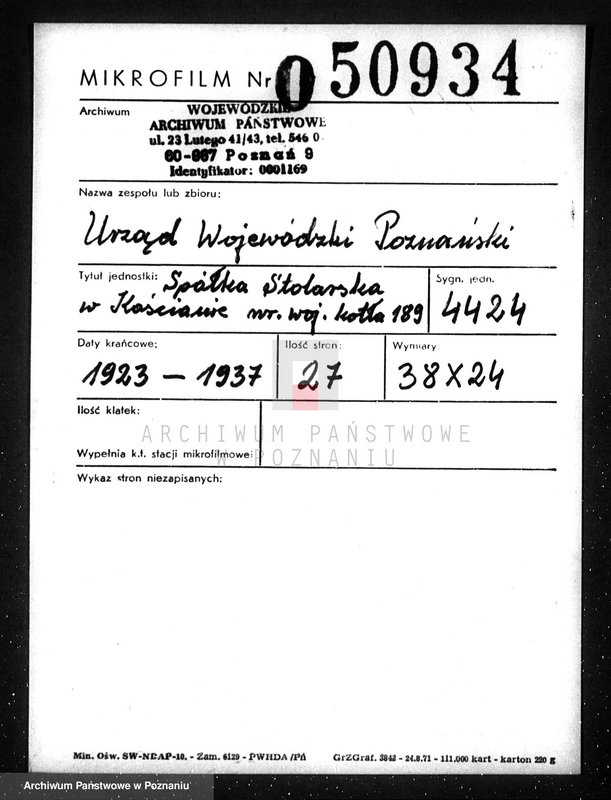 MIKROFILM Nr 0 50934
Archiwum
WOJEWÓDZKIE
ARCHIWUM PAŃSTWOWE
ul. 23 Lutego 41/43, tel. 546 0
60-967 Poznań 9
Identyfikator: 0001169
Nazwa zespołu lub zbioru:
Urząd Wojewódzki Poznański
Tytuł jednostki: Spółka Stolarska
w Kościanie nr. woj. kotła 189
Sygn. jedn.
4424
Daty krańcowe:
1923 – 1937
Ilość stron:
27
Wymiary
38X24
Ilość klatek:
ARCHIWUM PAŃSTWOWE
W POZNANIU
Wypełnia k.t. stacji mikrofilmowej
Wykaz stron niezapisanych:
Min. Ośw. SW-NDAP-10. - Zam. 6129 - PWHDA/Pń GrZGraf. 3842 - 24.8.71 - 111.000 kart - karton 220 g
Archiwum Państwowe w Poznaniu